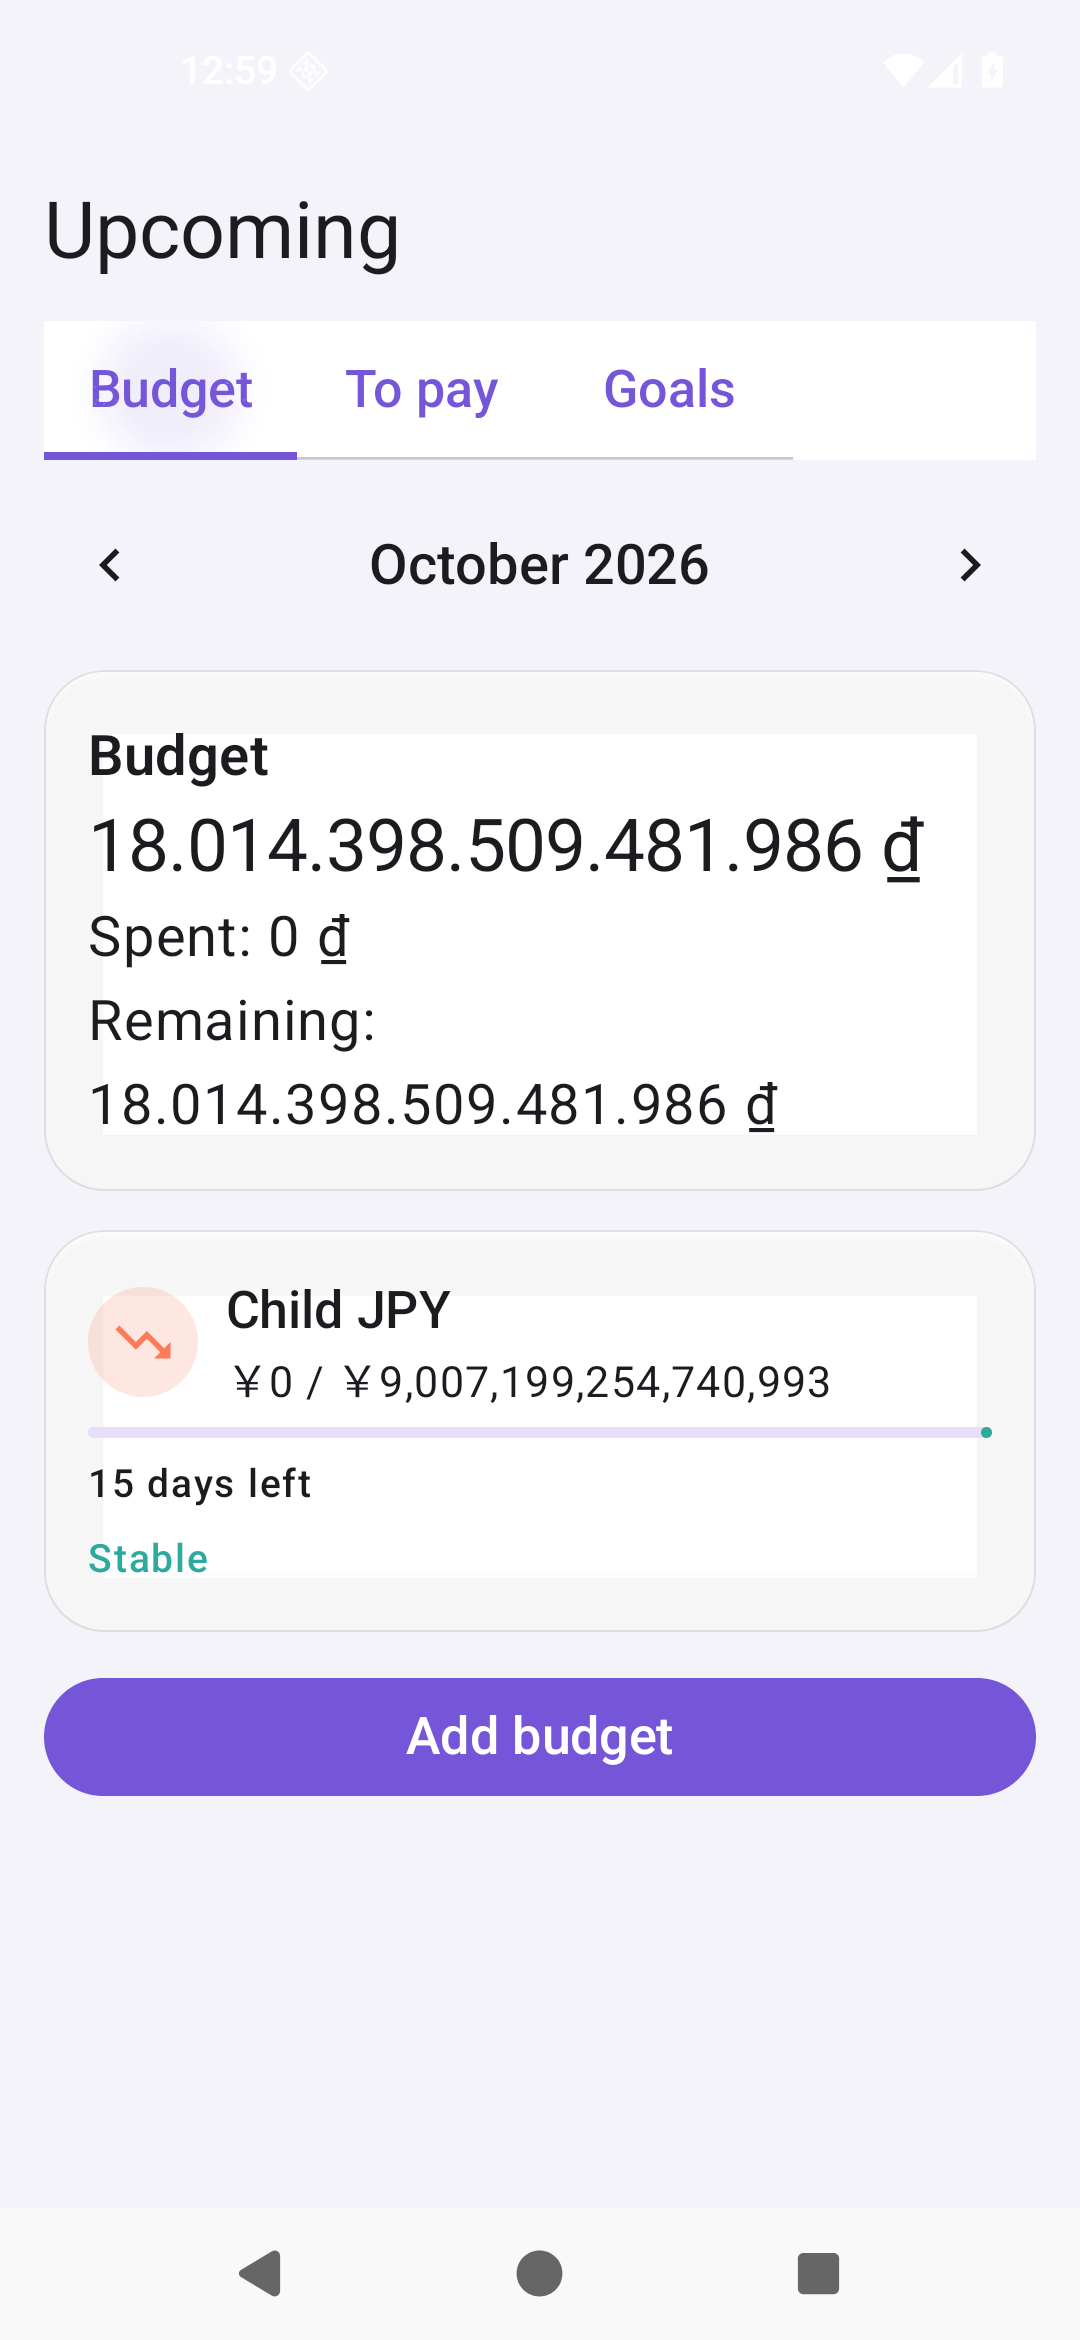 12:59
Upcoming
Budget To pay Goals
October 2026
Budget
18.014.398.509.481.986 ₫
Spent: 0 ₫
Remaining:
18.014.398.509.481.986 ₫
Child JPY
￥0 / ￥9,007,199,254,740,993
15 days left
Stable
Add budget